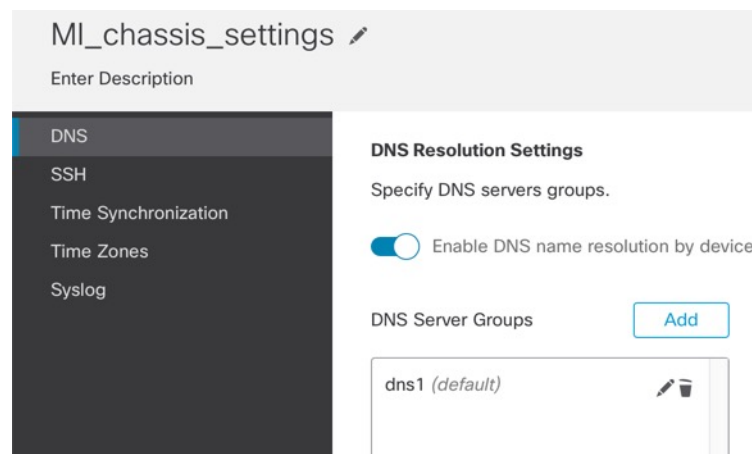 MI_chassis_settings
Enter Description
DNS
SSH
Time Synchronization
Time Zones
Syslog
DNS Resolution Settings
Specify DNS servers groups.
Enable DNS name resolution by device
DNS Server Groups
Add
dns1 (default)